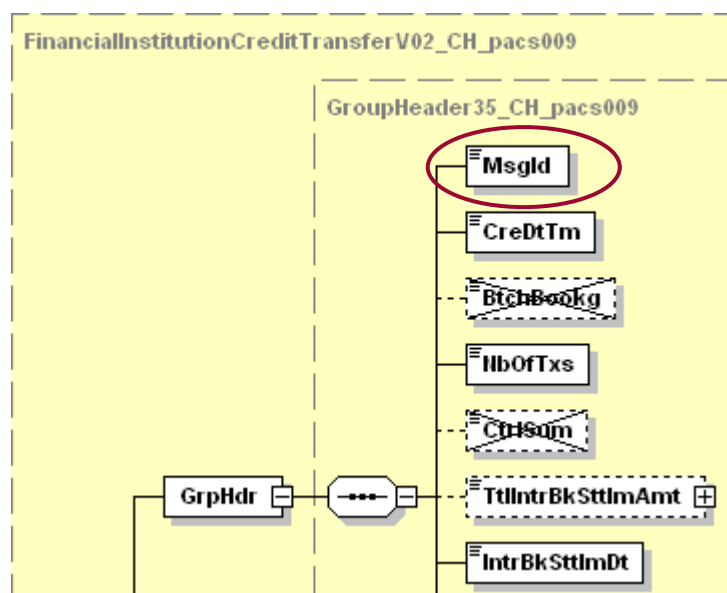 FinancialInstitutionCreditTransferV02_CH_pacs009
GroupHeader35_CH_pacs009
MsgId
CreDtTm
BtchBookg
NbOfTxs
CtrlSum
GrpHdr
TtlIntrBkSttlmAmt
IntrBkSttlmDt